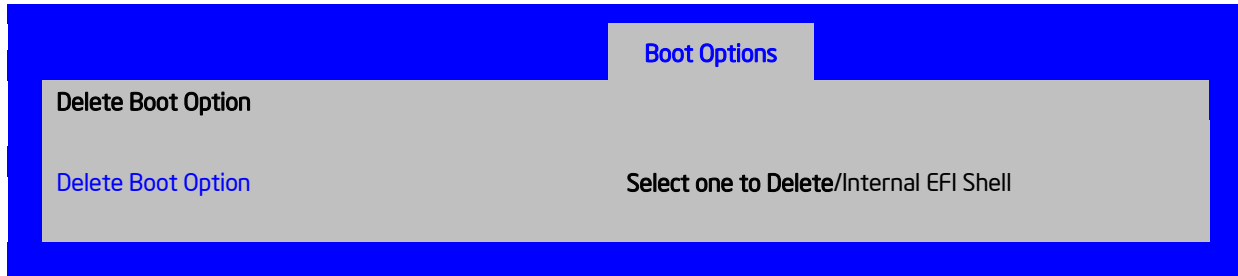 Boot Options
Delete Boot Option
Delete Boot Option Select one to Delete/Internal EFI Shell